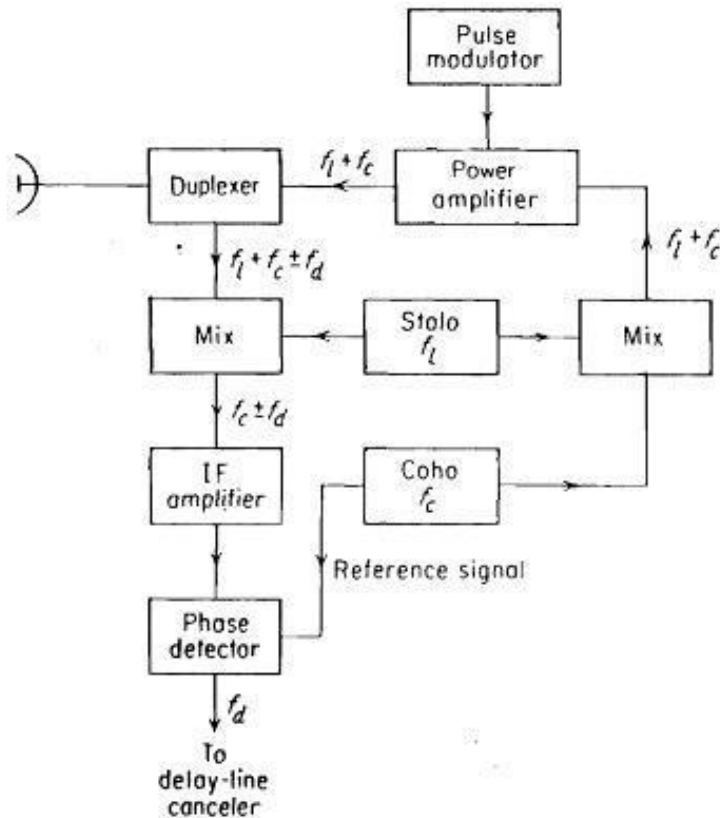 Pulse
modulator
Duplexer
f_l + f_c
Power
amplifier
f_l + f_c ± f_d
f_l + f_c
Mix
Stalo
f_l
Mix
f_c ± f_d
IF
amplifier
Coho
f_c
Reference signal
Phase
detector
f_d
To
delay-line
canceler